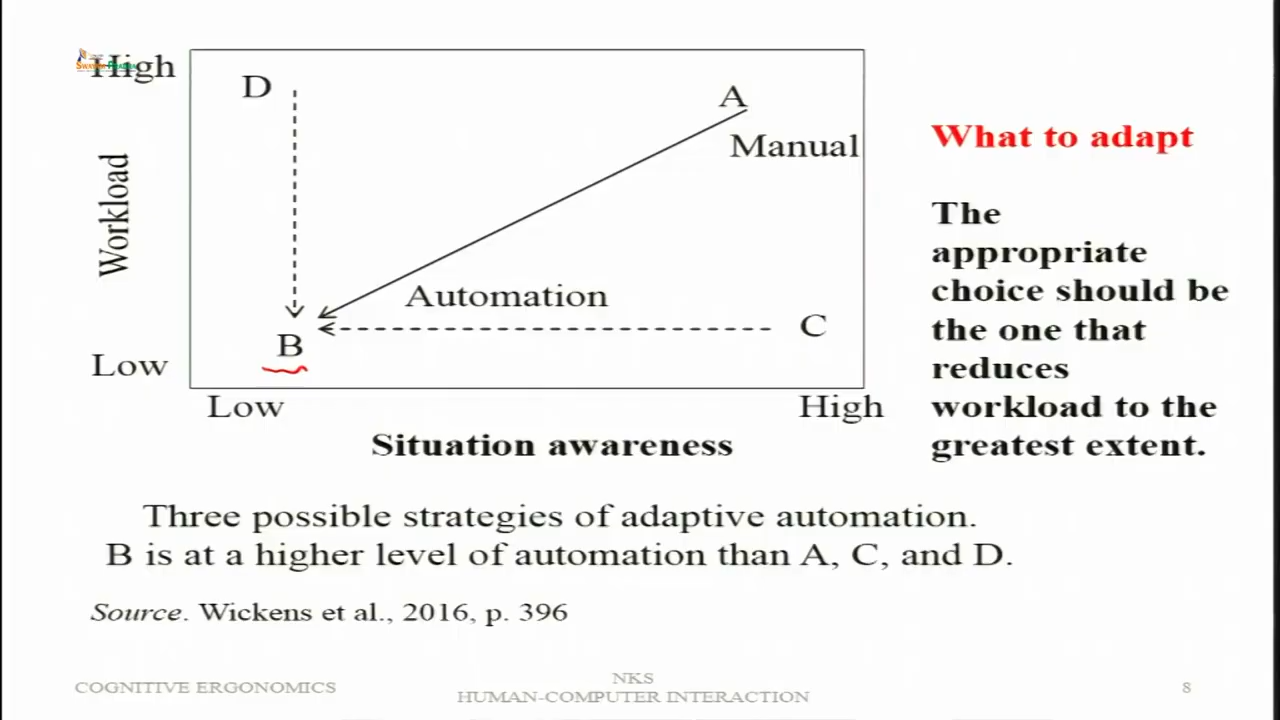 High
D
A
Manual
Workload
Automation
C
B
Low
Low
High
Situation awareness
What to adapt
The
appropriate
choice should be
the one that
reduces
workload to the
greatest extent.
Three possible strategies of adaptive automation.
B is at a higher level of automation than A, C, and D.
Source. Wickens et al., 2016, p. 396
COGNITIVE ERGONOMICS
NKS
HUMAN-COMPUTER INTERACTION
8